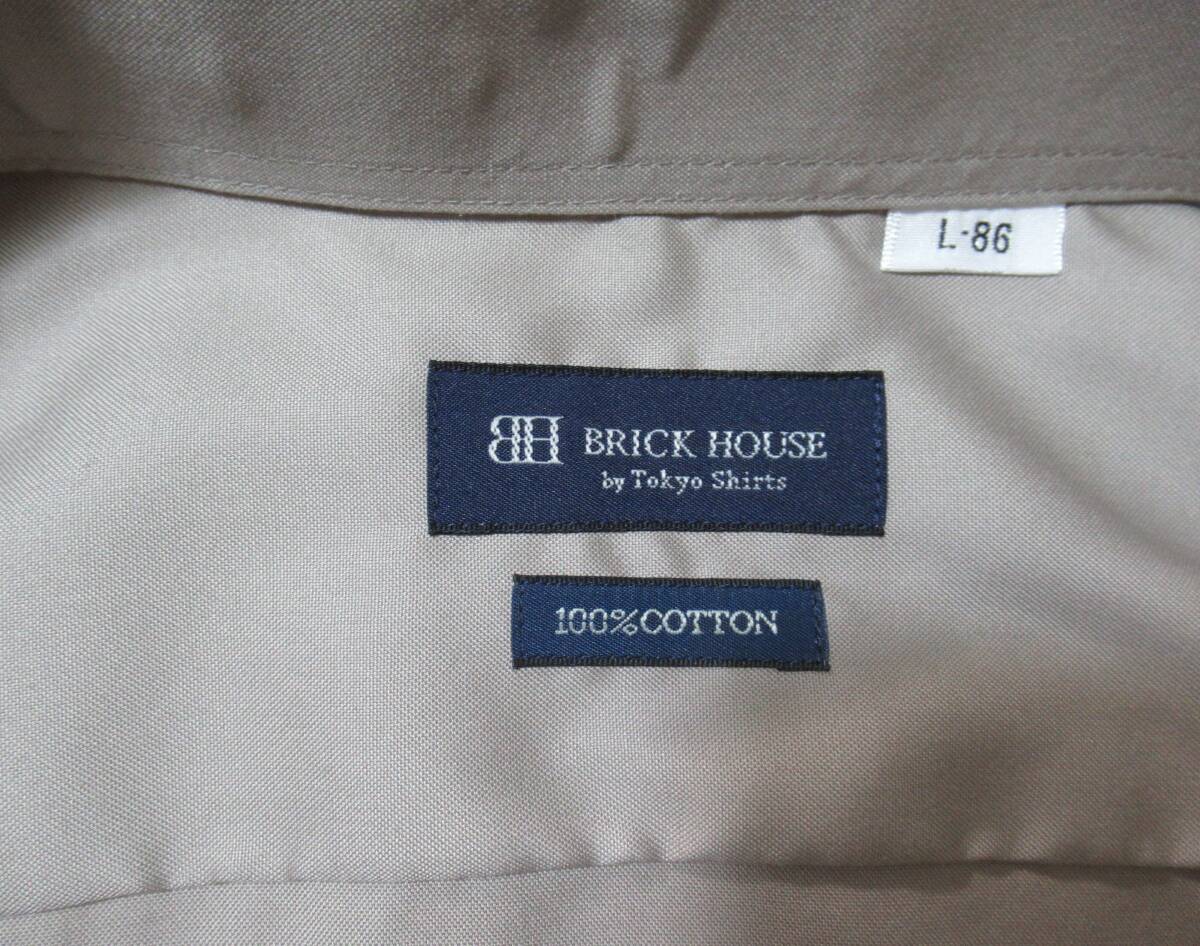 L-86
BH BRICK HOUSE
by Tokyo Shirts
100%COTTON